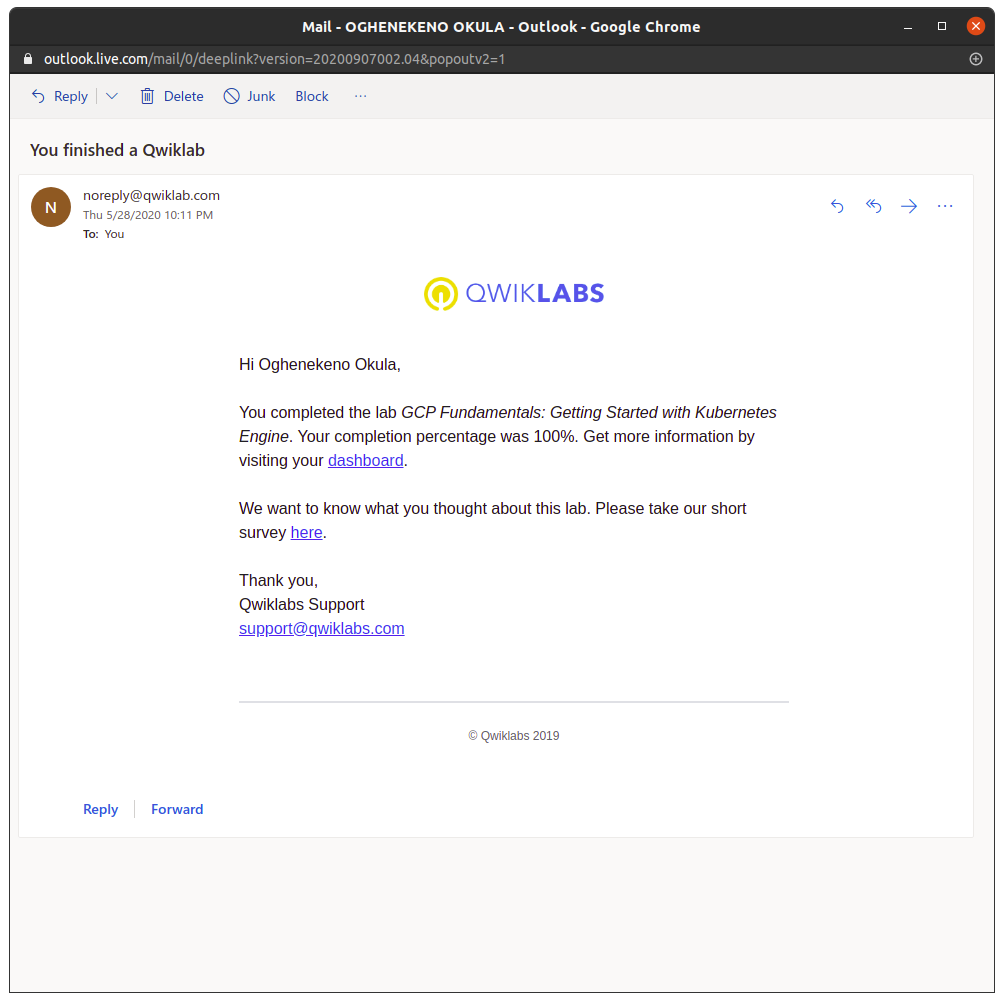 Mail - OGHENEKENO OKULA - Outlook - Google Chrome
outlook.live.com/mail/0/deeplink?version=20200907002.04&popoutv2=1
Reply Delete Junk Block ···
You finished a Qwiklab
N
noreply@qwiklab.com
Thu 5/28/2020 10:11 PM
To: You
QWIKLABS
Hi Oghenekeno Okula,
You completed the lab GCP Fundamentals: Getting Started with Kubernetes
Engine. Your completion percentage was 100%. Get more information by
visiting your dashboard.
We want to know what you thought about this lab. Please take our short
survey here.
Thank you,
Qwiklabs Support
support@qwiklabs.com
© Qwiklabs 2019
Reply Forward